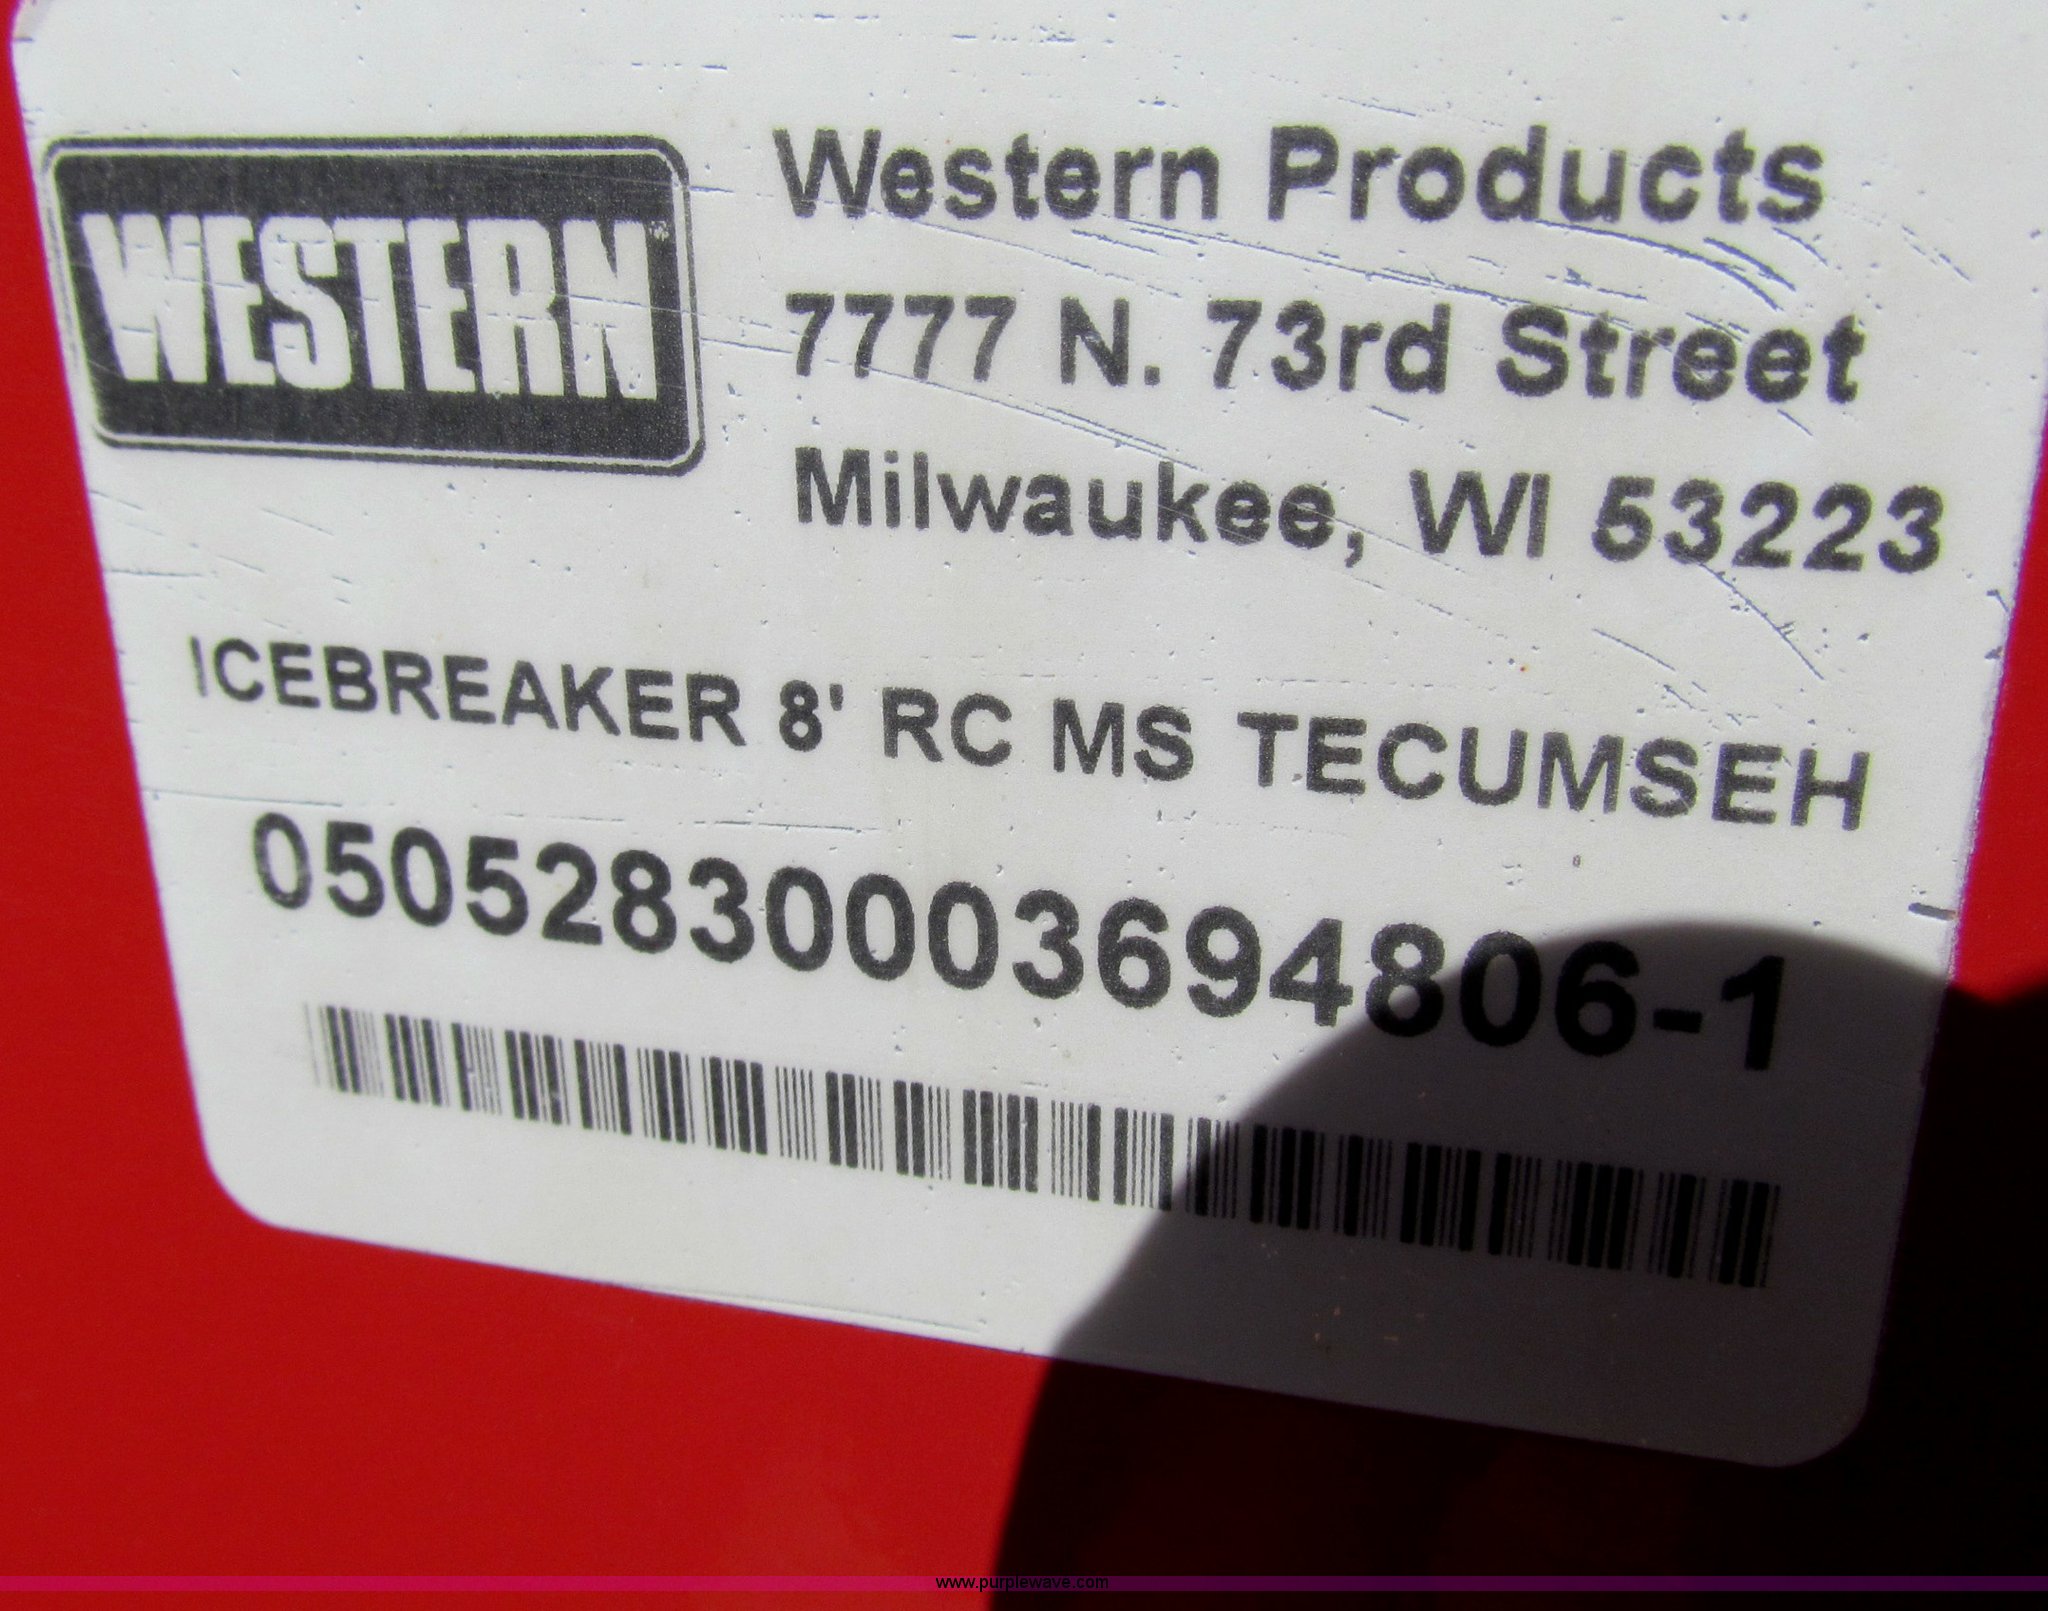 WESTERN
Western Products
7777 N. 73rd Street
Milwaukee, WI 53223
ICEBREAKER 8' RC MS TECUMSEH
05052830003694806-1
www.purplewave.com